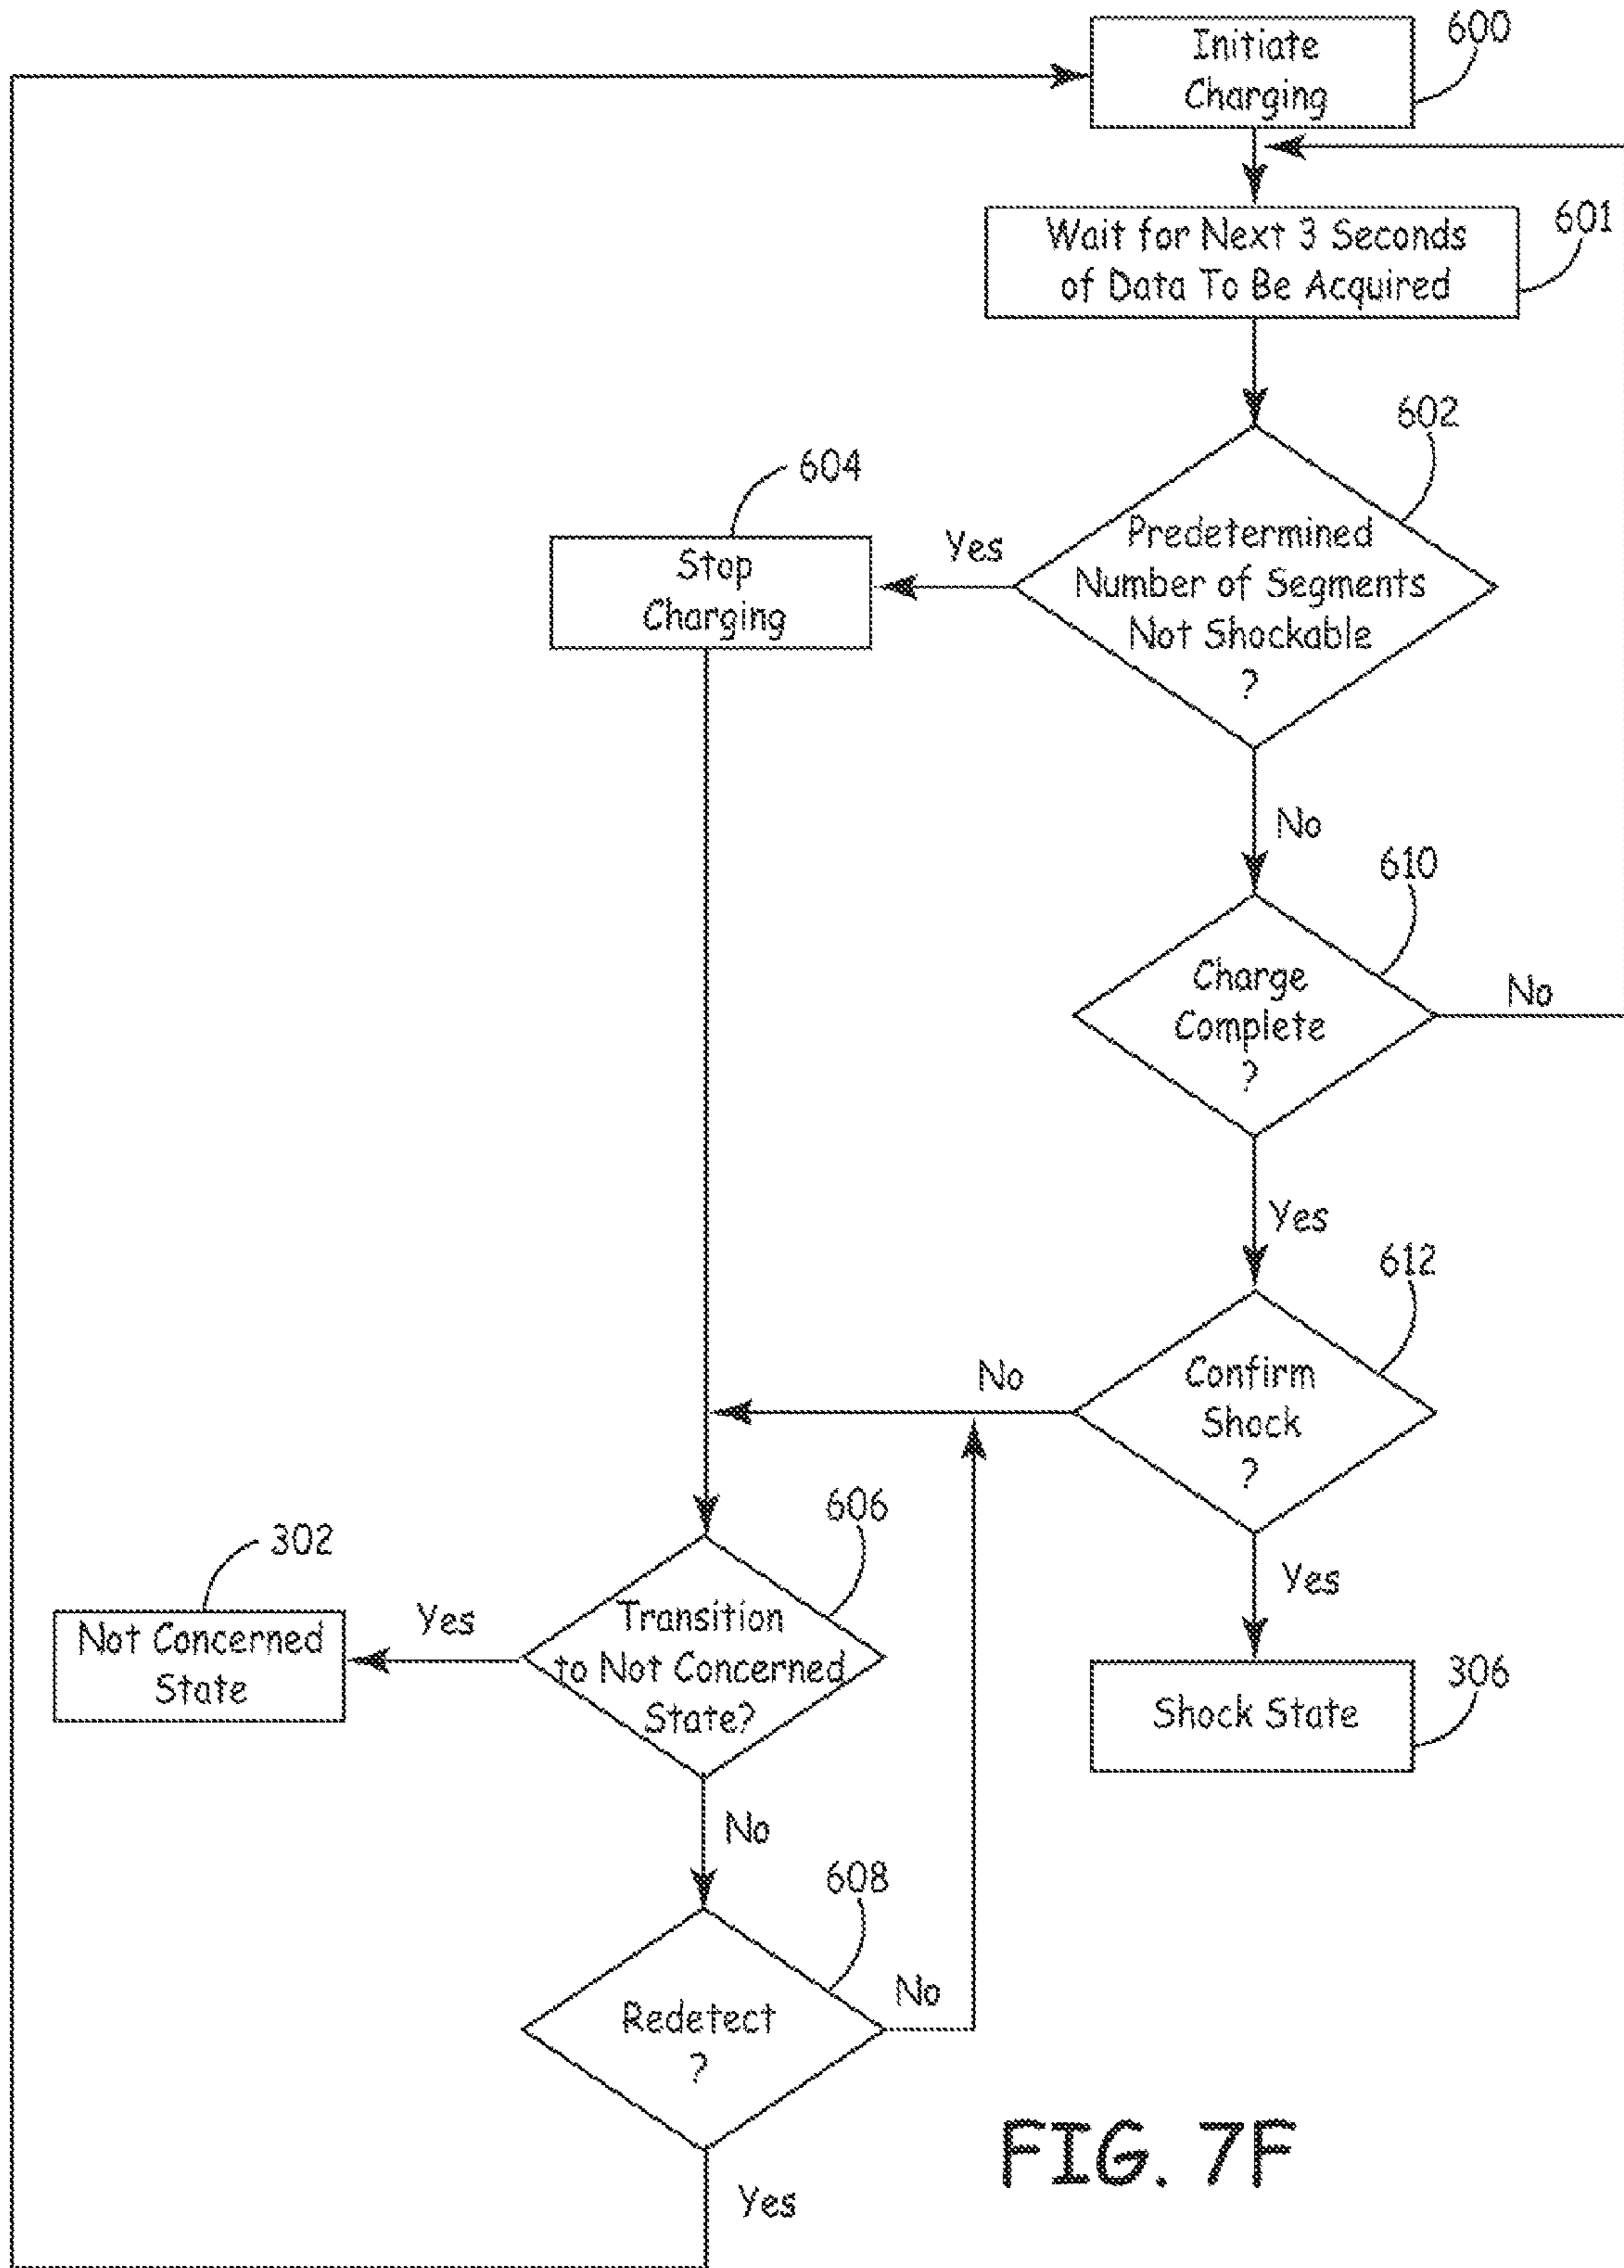 Initiate
Charging
600
Wait for Next 3 Seconds
of Data To Be Acquired
601
602
604
Stop
Charging
Yes
Predetermined
Number of Segments
Not Shockable
?
No
610
Charge
Complete
?
No
Yes
612
Confirm
Shock
?
No
606
302
Not Concerned
State
Yes
Transition
to Not Concerned
State?
Yes
306
Shock State
No
608
Redetect
?
No
Yes
FIG. 7F